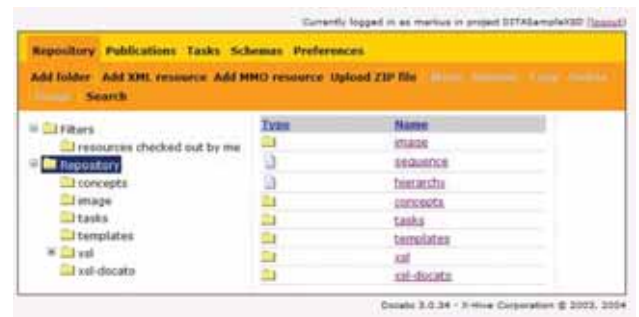 Currently logged in as markus in project DITASampleXSD (logout)
Repository Publications Tasks Schemas Preferences
Add folder Add XML resource Add MMO resource Upload ZIP file
Search
Filters
resources checked out by me
Repository
concepts
image
tasks
templates
xsl
xsl-docato
Type Name
image
sequence
hierarchy
concepts
tasks
templates
xsl
xsl-docato
Docato 3.0.34 - X-Hive Corporation © 2003, 2004